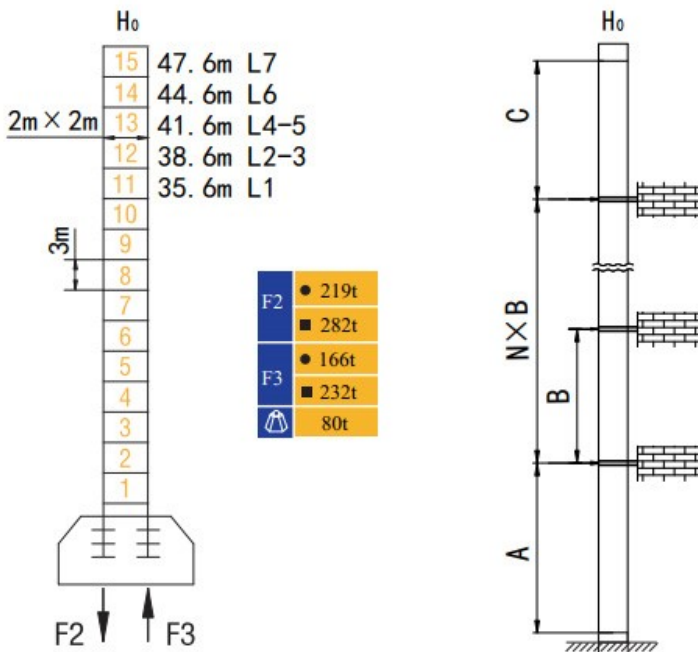 H₀
15 47.6m L7
14 44.6m L6
2m×2m 13 41.6m L4-5
12 38.6m L2-3
11 35.6m L1
10
9
3m
8
7
6
5
4
3
2
1
F2 F3
F2 ● 219t
■ 282t
F3 ● 166t
■ 232t
80t
H₀
C
N×B
B
A